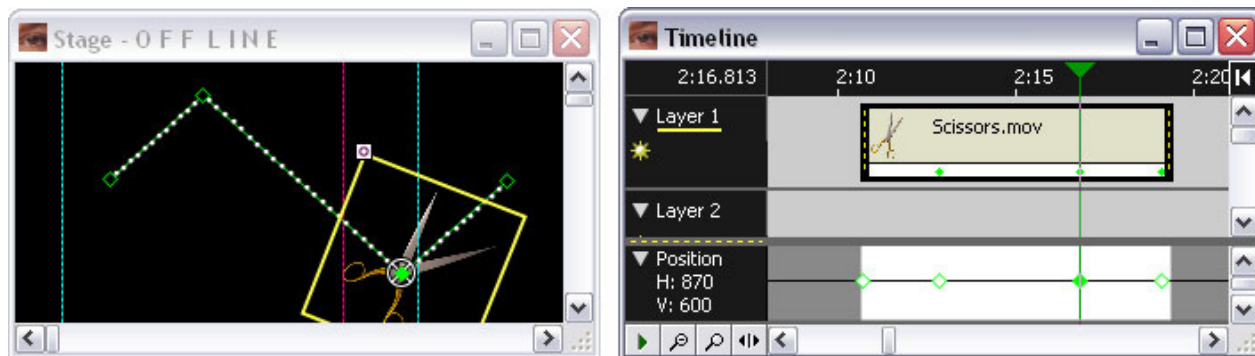 Stage - O F F L I N E
Timeline
2:16.813 2:10 2:15 2:20
Layer 1
Scissors.mov
Layer 2
Position
H: 870
V: 600